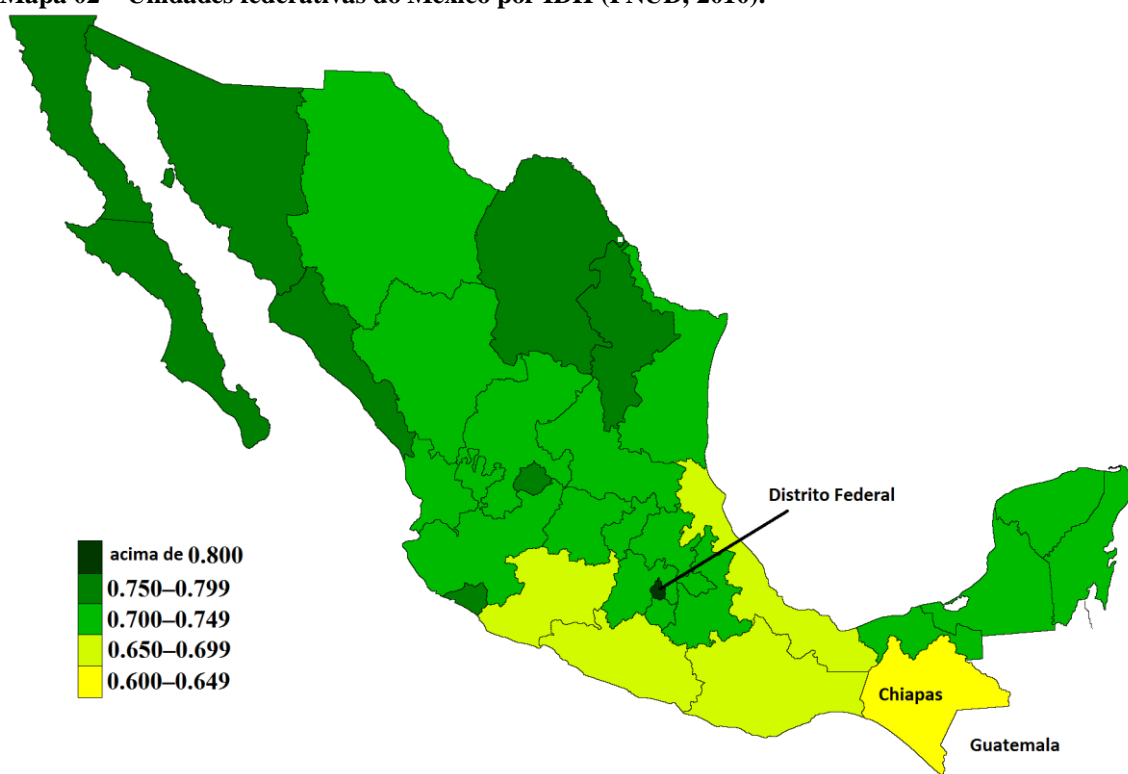 Mapa 02 – Unidades federativas do México por IDH (PNUD, 2010).
Distrito Federal
acima de 0.800
0.750–0.799
0.700–0.749
0.650–0.699
0.600–0.649
Chiapas
Guatemala